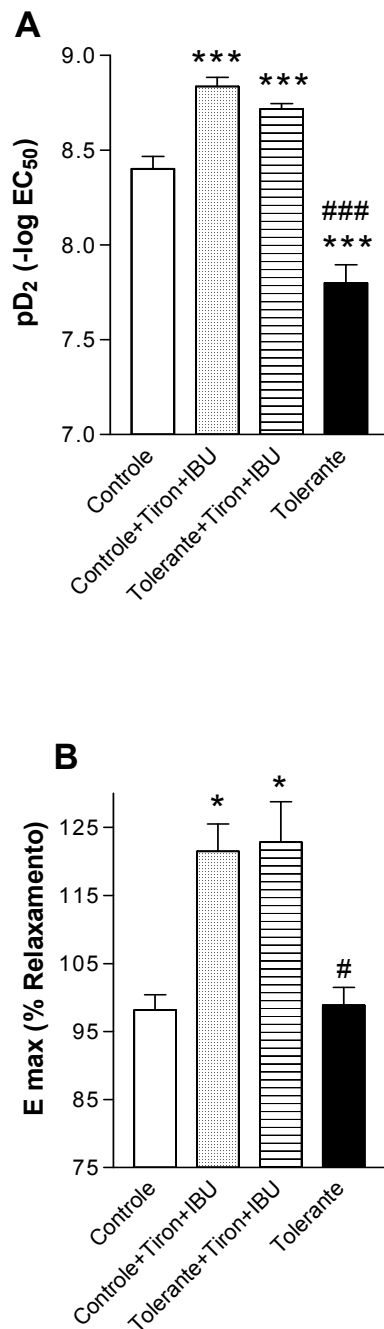 A
pD₂ (-log EC₅₀)
9.0
8.5
8.0
7.5
7.0
***
***
###
***
Controle
Controle+Tiron+IBU
Tolerante+Tiron+IBU
Tolerante
B
E max (% Relaxamento)
125
115
105
95
85
75
*
*
#
Controle
Controle+Tiron+IBU
Tolerante+Tiron+IBU
Tolerante